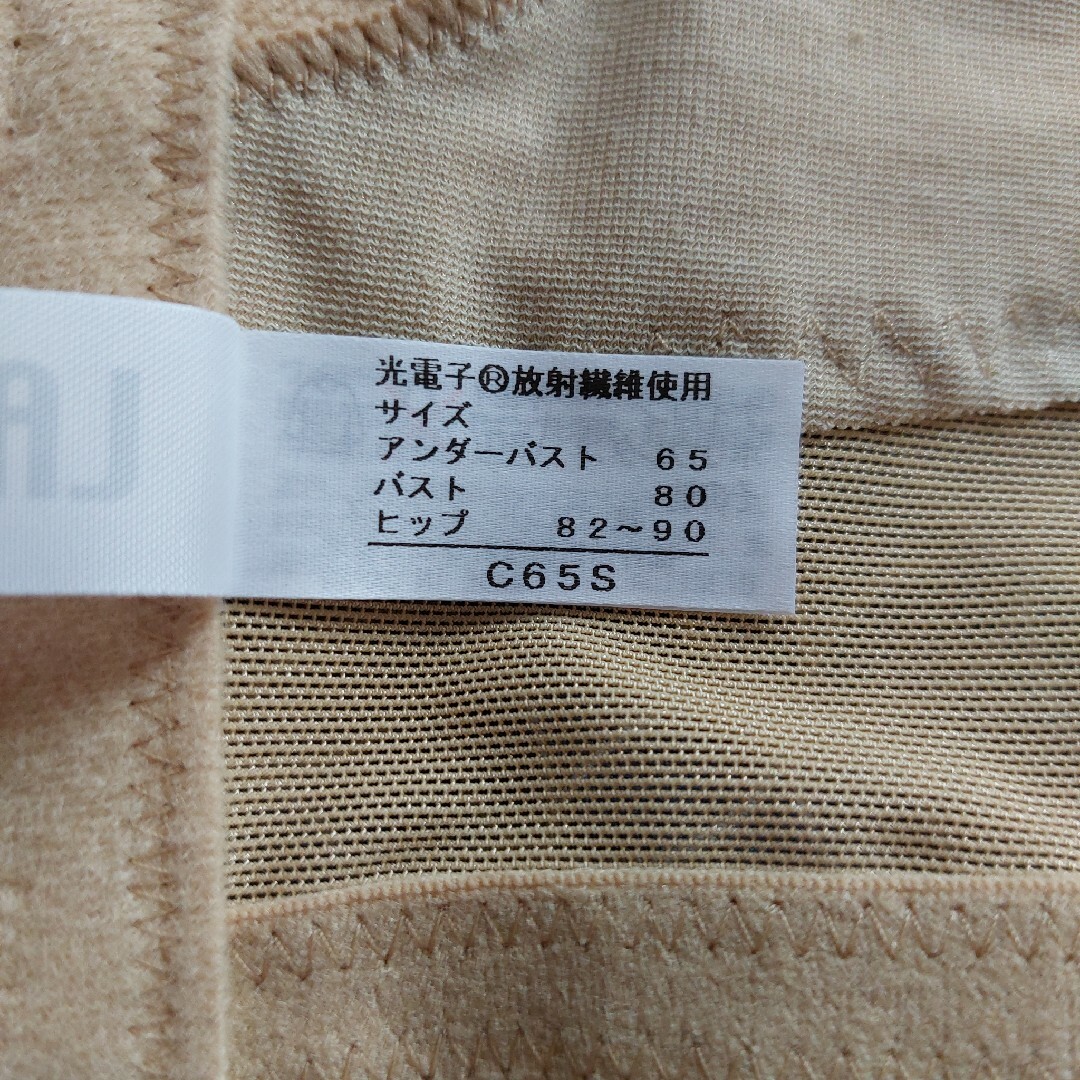 光電子®放射繊維使用
サイズ
アンダーバスト 65
バスト 80
ヒップ 82～90
C65S